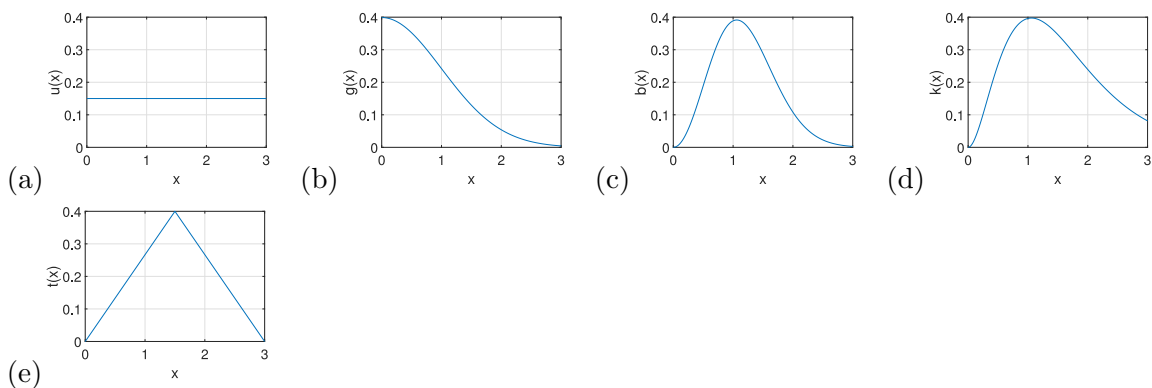 0.4 0.4 0.4 0.4
0.3 0.3 0.3 0.3
u(x) g(x) b(x) k(x)
0.2 0.2 0.2 0.2
0.1 0.1 0.1 0.1
0 0 0 0
0 1 2 3 0 1 2 3 0 1 2 3 0 1 2 3
(a) x (b) x (c) x (d) x
0.4
0.3
t(x)
0.2
0.1
0
0 1 2 3
(e) x